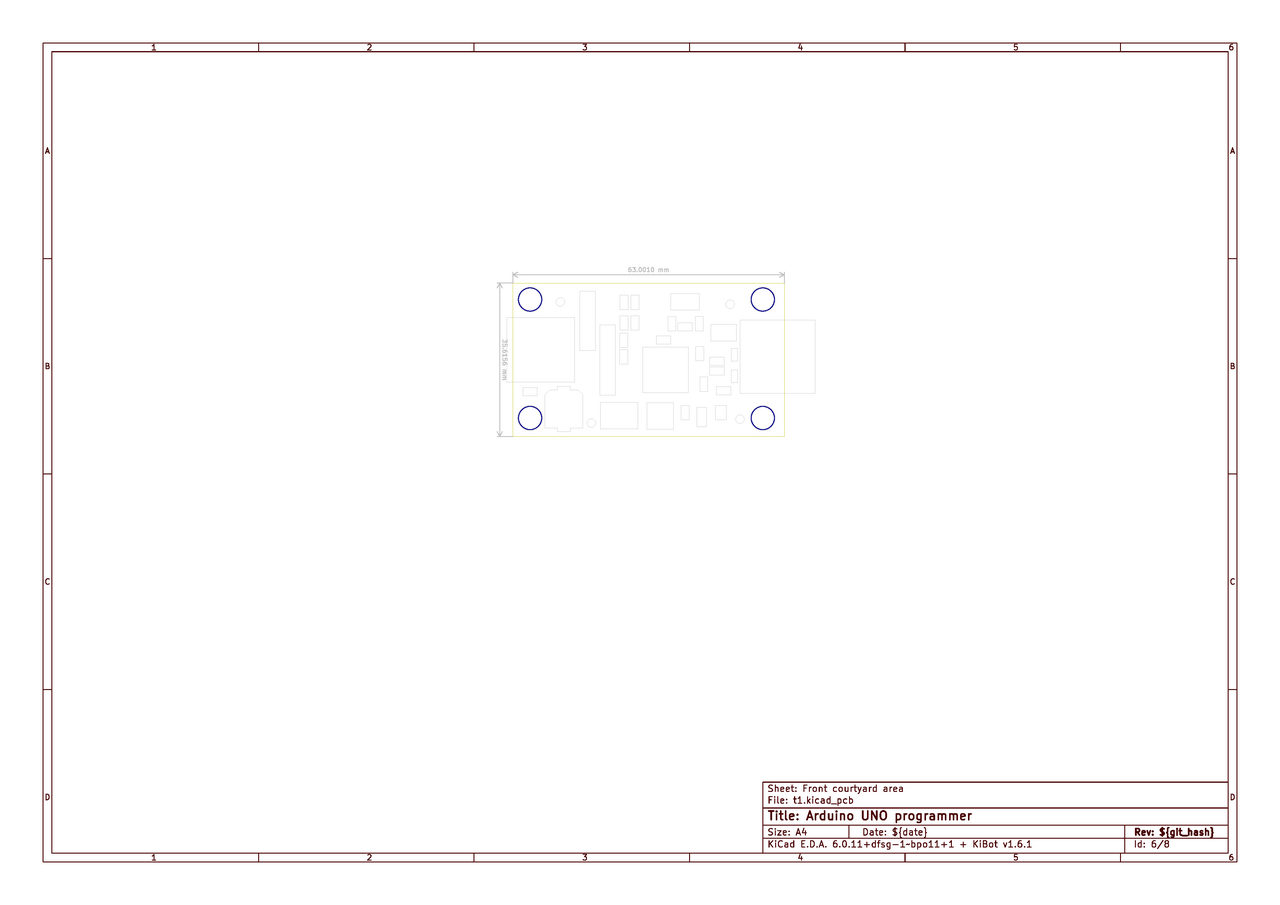 1 2 3 4 5 6
A A
63.0010 mm
B B
35.6156 mm
C C
D D
Sheet: Front courtyard area
File: t1.kicad_pcb
Title: Arduino UNO programmer
Size: A4 Date: ${date} Rev: ${git_hash}
KiCad E.D.A. 6.0.11+dfsg-1~bpo11+1 + KiBot v1.6.1 Id: 6/8
1 2 3 4 5 6